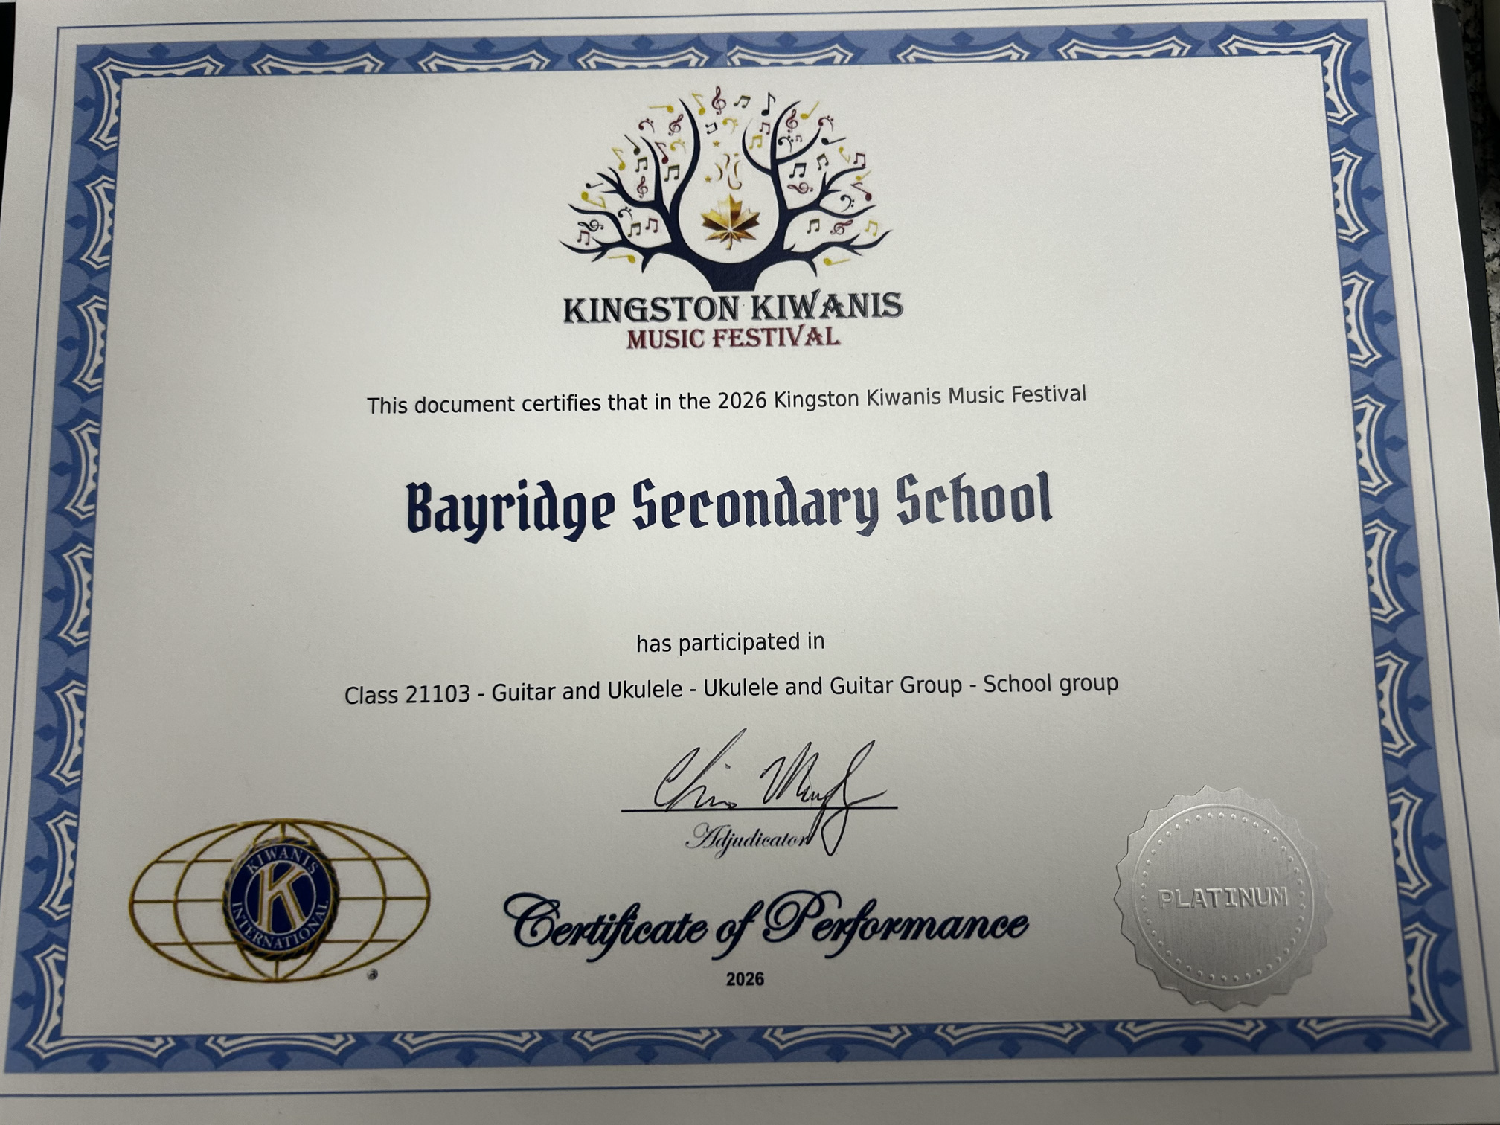 KINGSTON KIWANIS
MUSIC FESTIVAL
This document certifies that in the 2026 Kingston Kiwanis Music Festival
Bayridge Secondary School
has participated in
Class 21103 - Guitar and Ukulele - Ukulele and Guitar Group - School group
Adjudicator
KIWANIS
K
INTERNATIONAL
Certificate of Performance
2026
PLATINUM